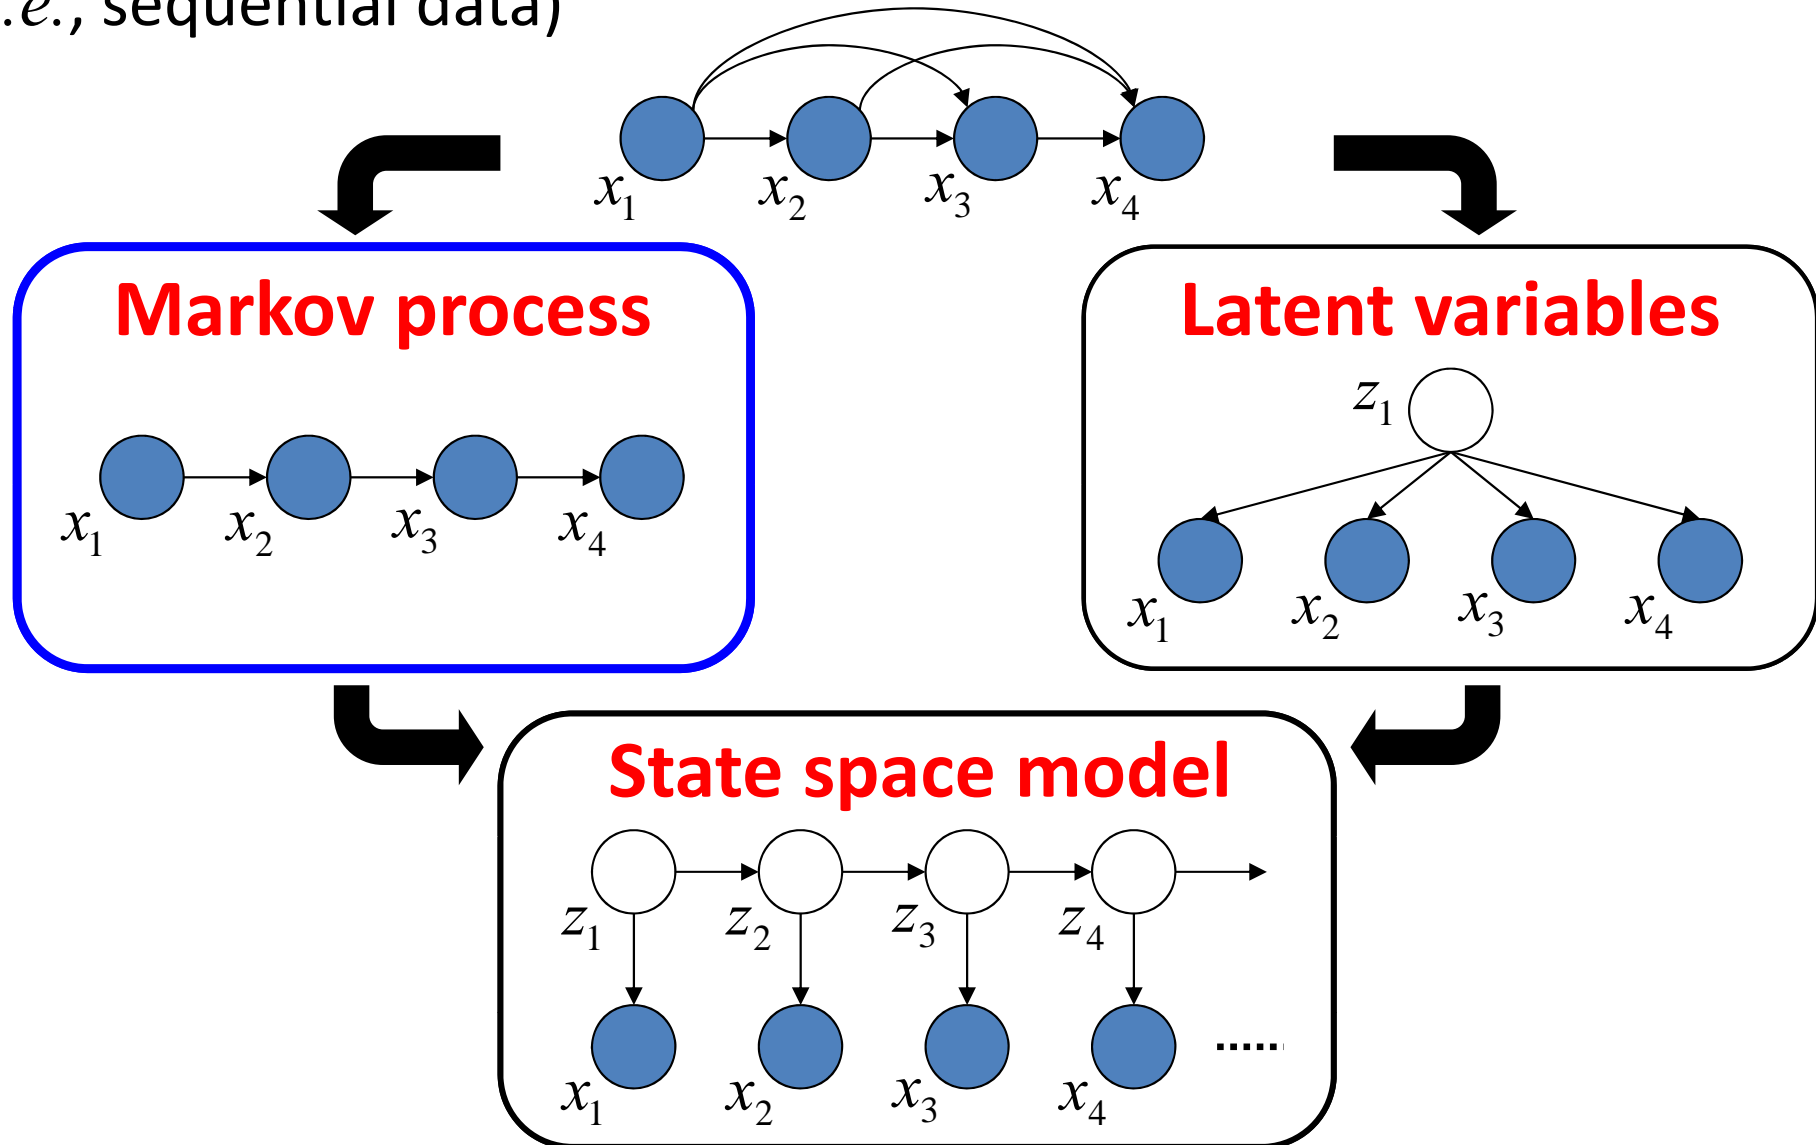 .e., sequential data)
x1 x2 x3 x4
Markov process
x1 x2 x3 x4
Latent variables
z1
x1 x2 x3 x4
State space model
z1 z2 z3 z4
x1 x2 x3 x4 ......